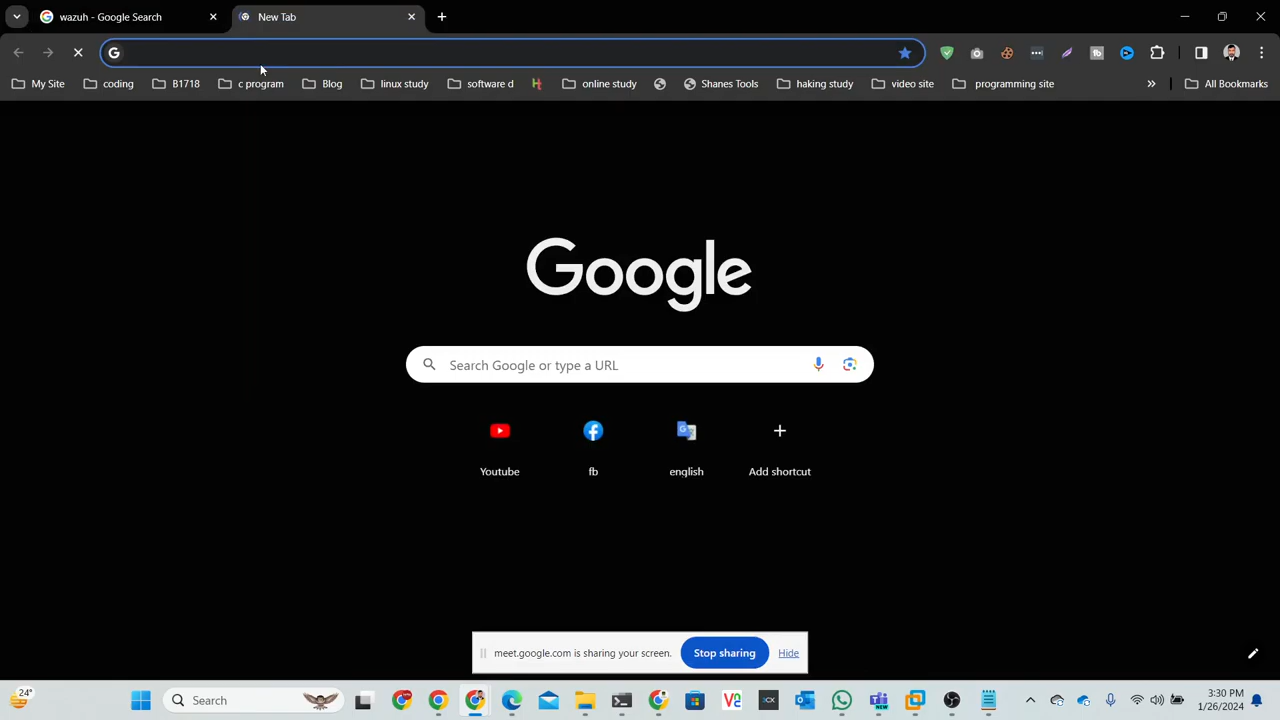 wazuh - Google Search
New Tab
My Site
coding
B1718
c program
Blog
linux study
software d
online study
Shanes Tools
haking study
video site
programming site
All Bookmarks
Google
Search Google or type a URL
Youtube
fb
english
Add shortcut
meet.google.com is sharing your screen.
Stop sharing
Hide
24°
Search
3:30 PM
1/26/2024